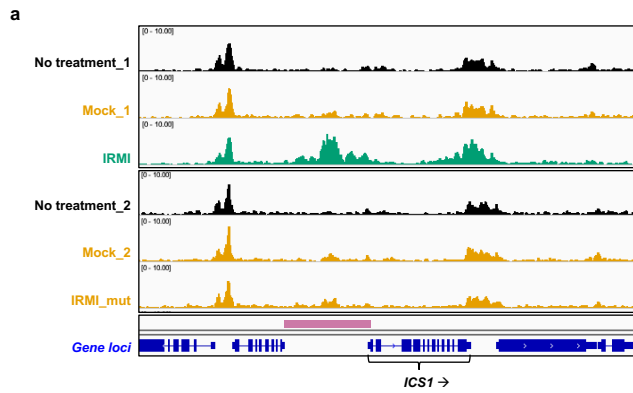 a
[0 - 10.00]
No treatment_1
[0 - 10.00]
Mock_1
[0 - 10.00]
IRMI
[0 - 10.00]
No treatment_2
[0 - 10.00]
Mock_2
[0 - 10.00]
IRMI_mut
Gene loci
ICS1 →